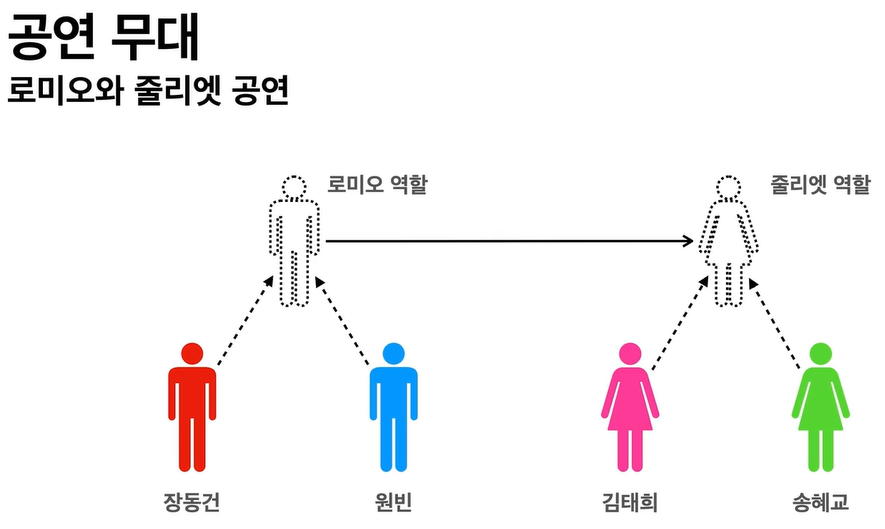 공연 무대
로미오와 줄리엣 공연
로미오 역할
줄리엣 역할
장동건
원빈
김태희
송혜교